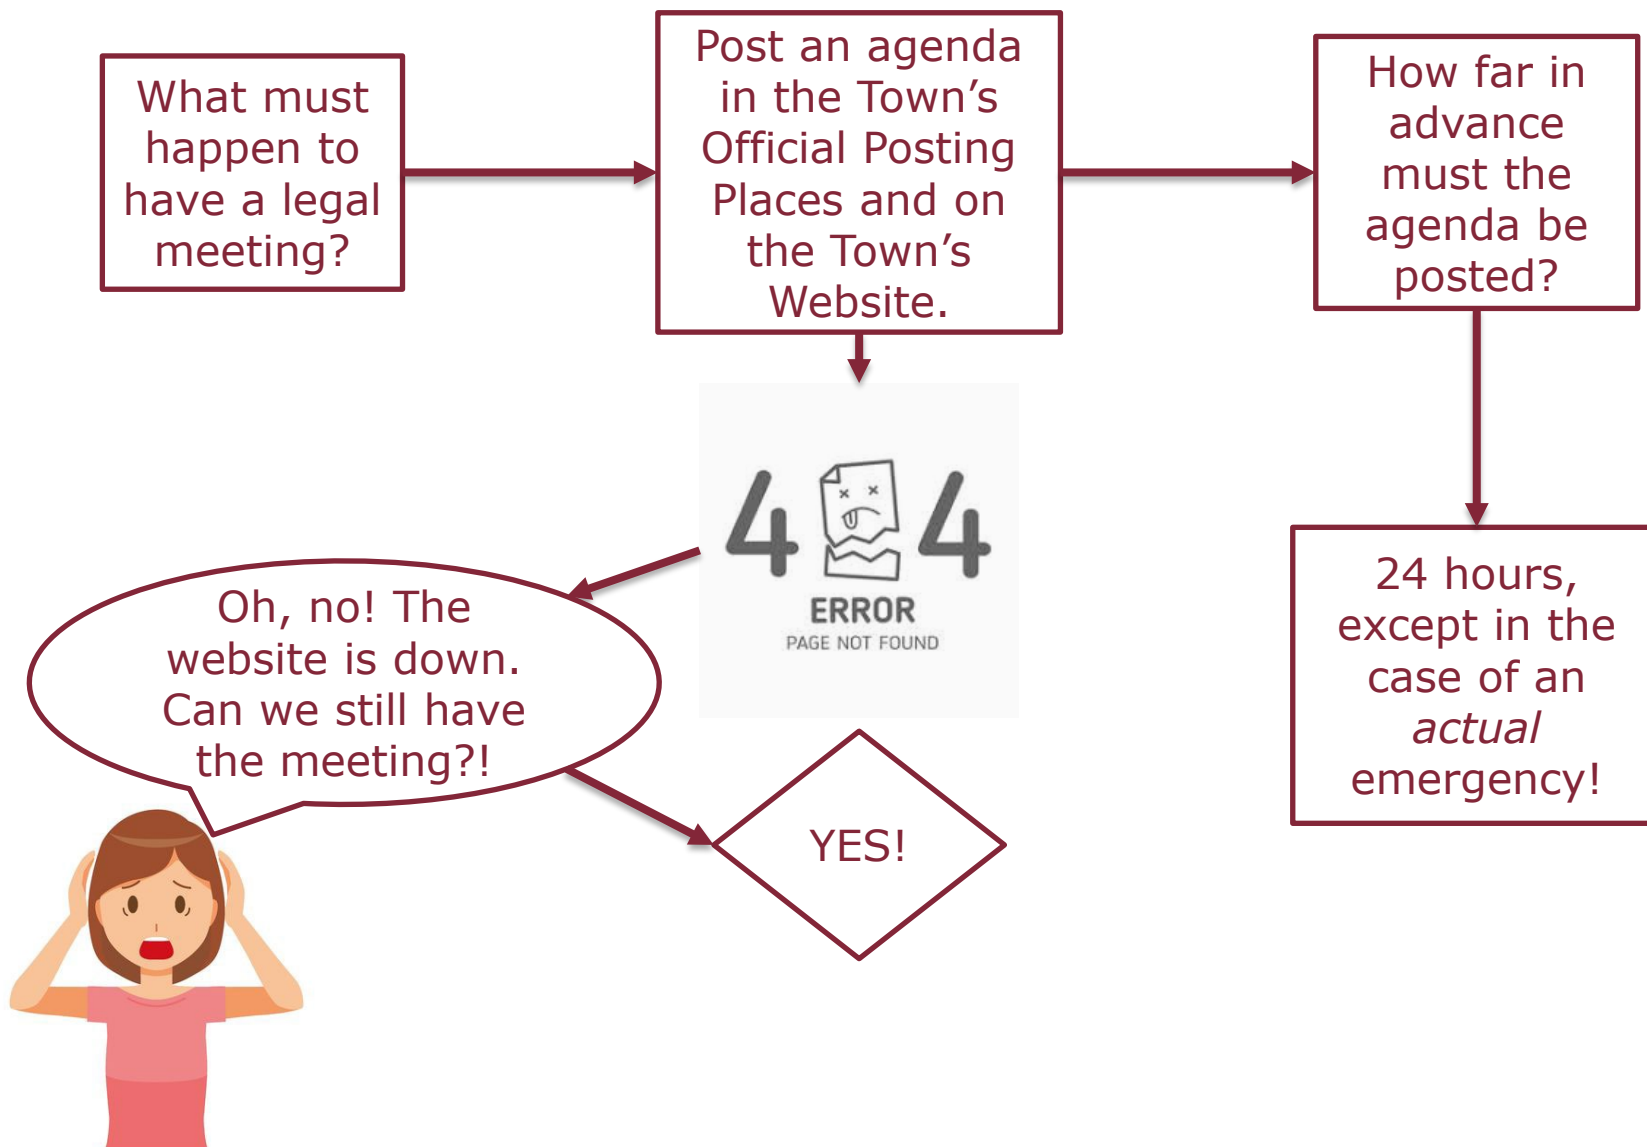 What must
happen to
have a legal
meeting?
Post an agenda
in the Town’s
Official Posting
Places and on
the Town’s
Website.
How far in
advance
must the
agenda be
posted?
4 4
ERROR
PAGE NOT FOUND
Oh, no! The
website is down.
Can we still have
the meeting?!
YES!
24 hours,
except in the
case of an
actual
emergency!